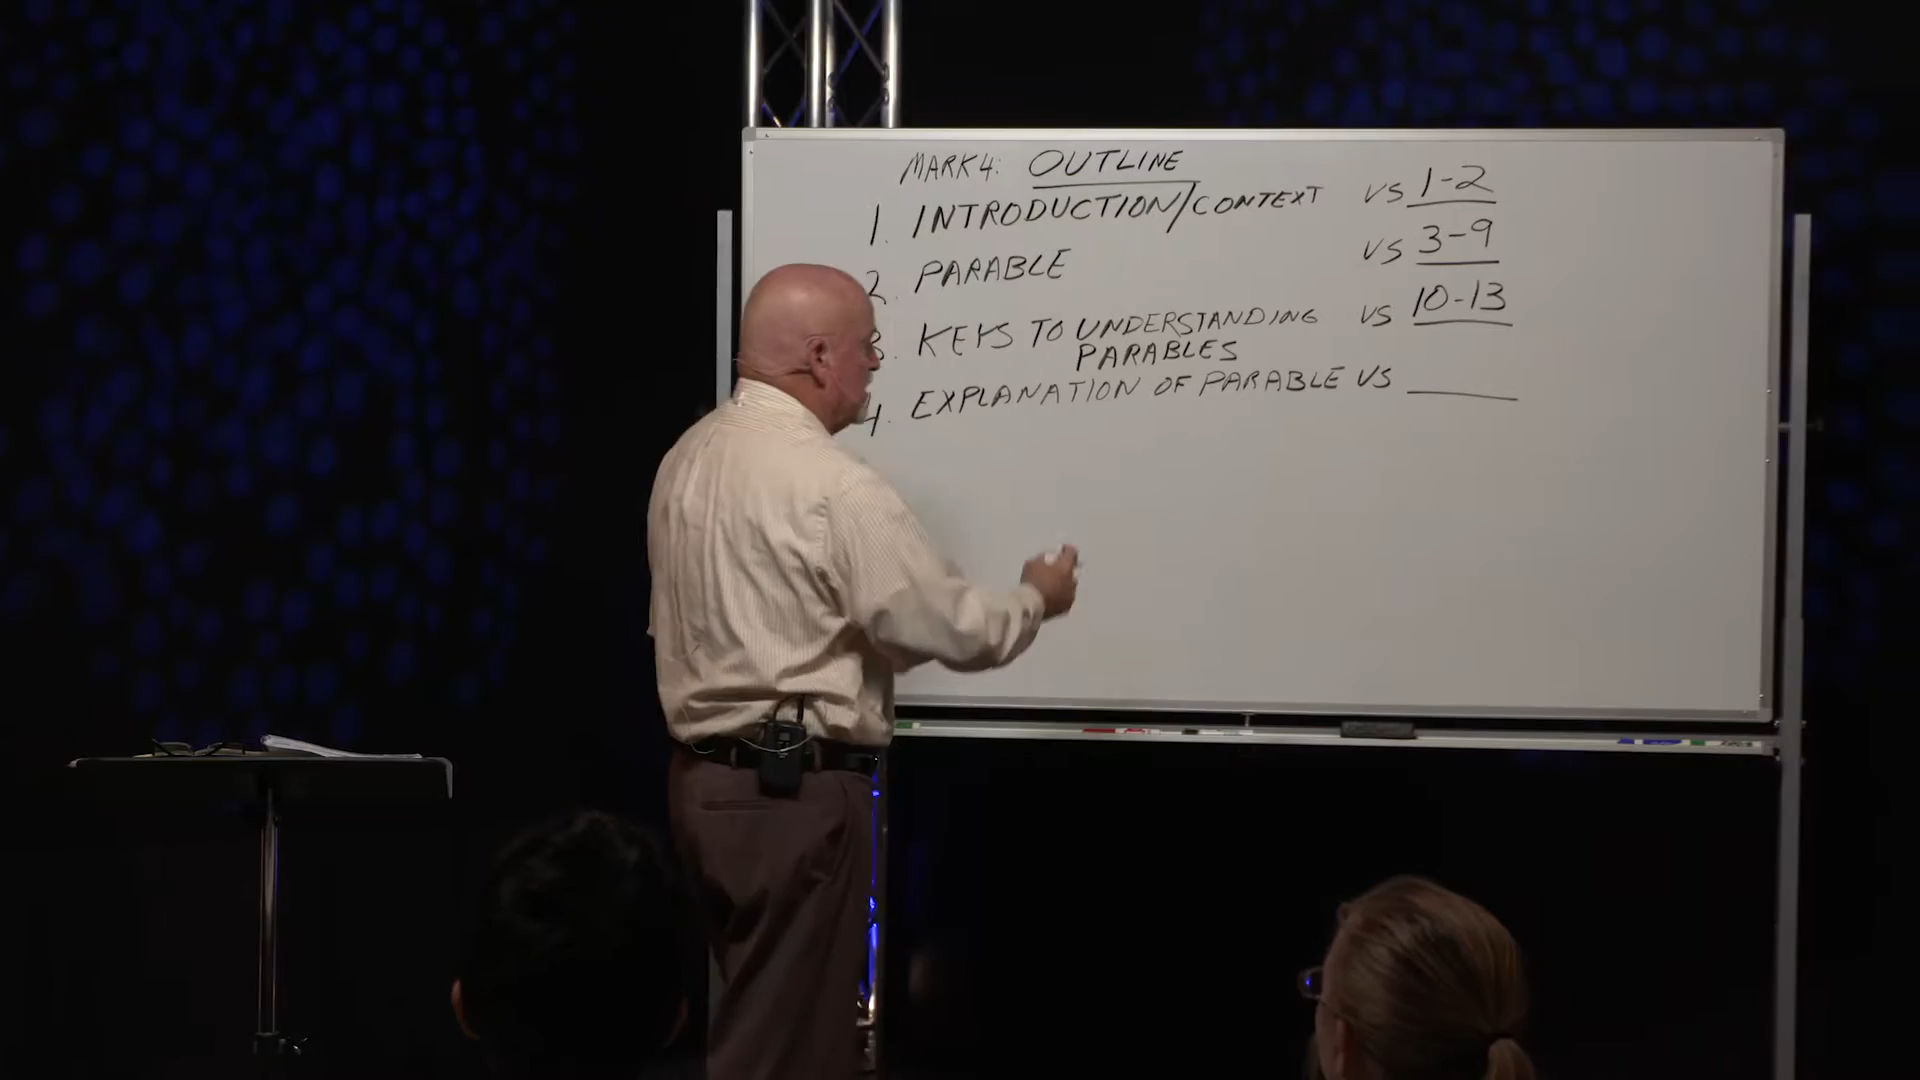 MARK 4: OUTLINE
1. INTRODUCTION/CONTEXT VS 1-2
2. PARABLE VS 3-9
3. KEYS TO UNDERSTANDING PARABLES VS 10-13
4. EXPLANATION OF PARABLE VS ____